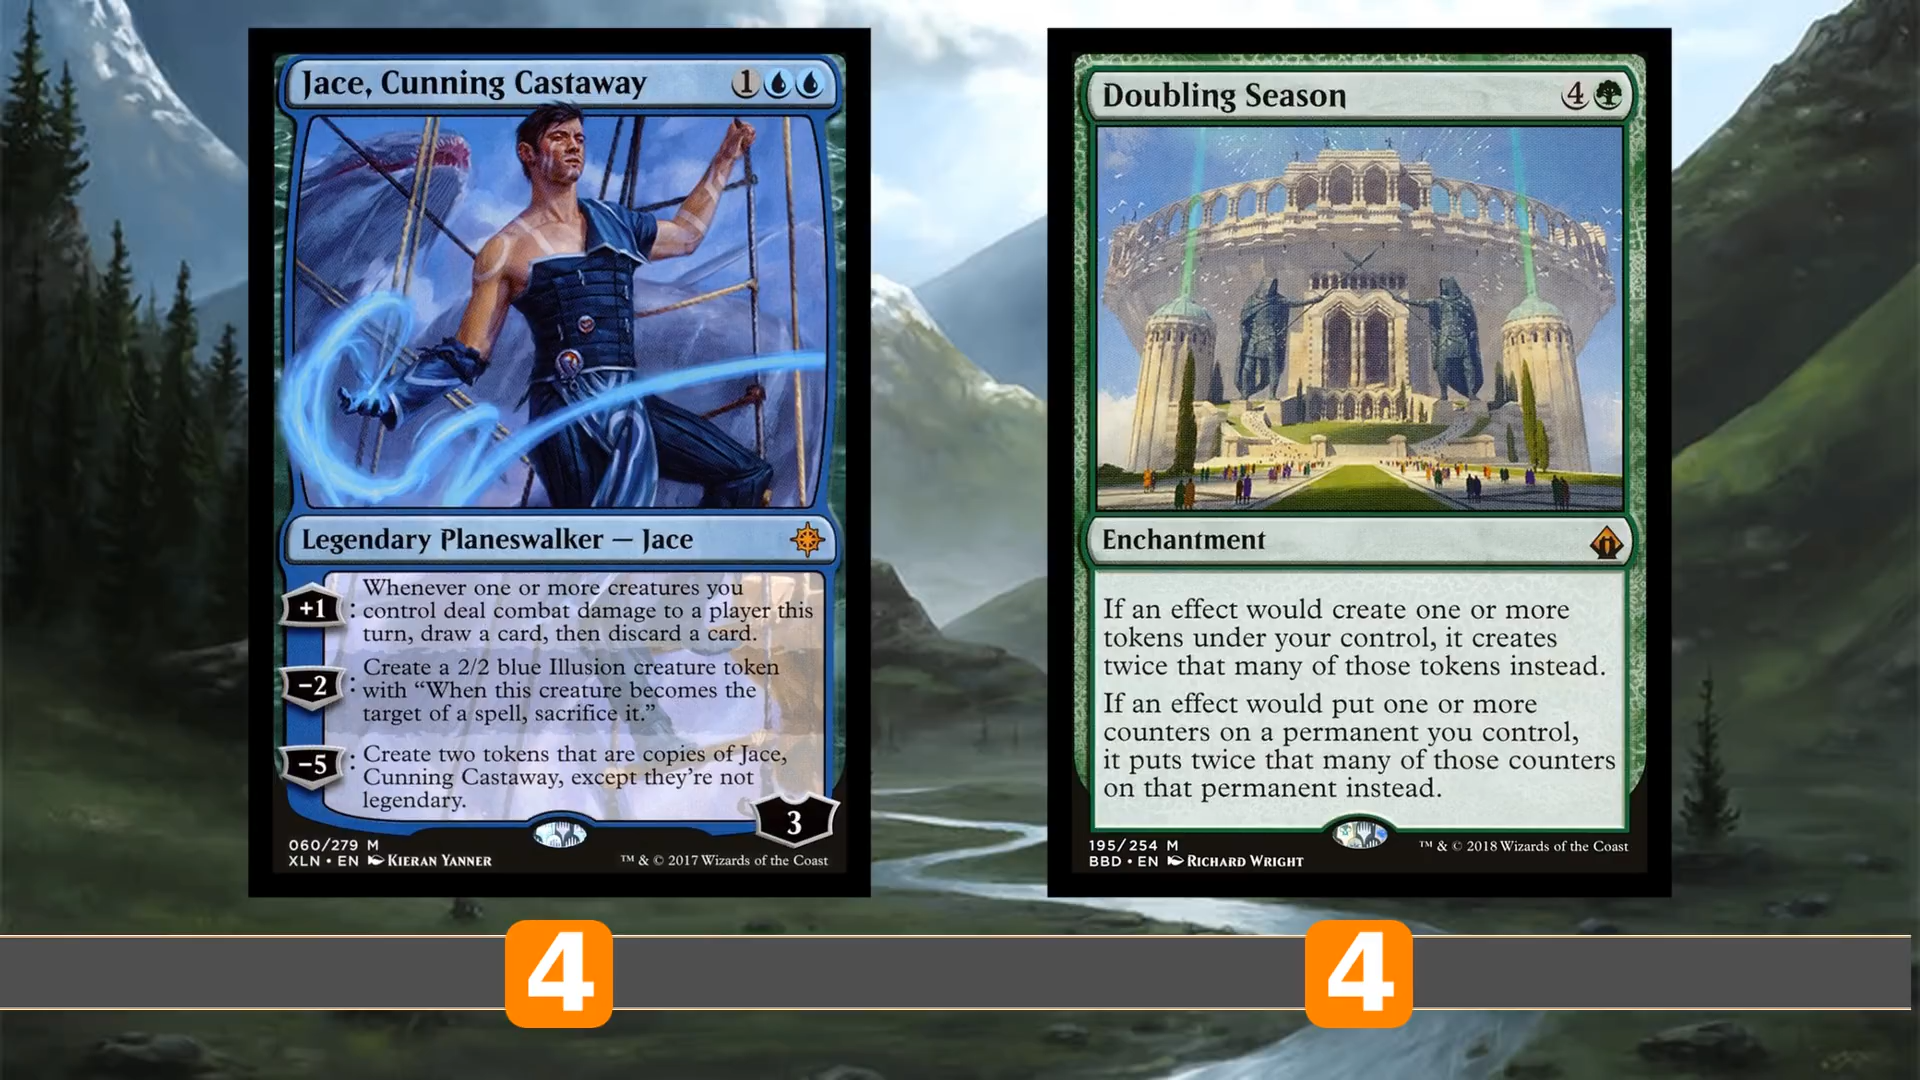 Jace, Cunning Castaway
1
Legendary Planeswalker — Jace
+1
: Whenever one or more creatures you
control deal combat damage to a player this
turn, draw a card, then discard a card.
−2
: Create a 2/2 blue Illusion creature token
with “When this creature becomes the
target of a spell, sacrifice it.”
−5
: Create two tokens that are copies of Jace,
Cunning Castaway, except they’re not
legendary.
3
060/279 M
XLN • EN KIERAN YANNER
™ & © 2017 Wizards of the Coast
4
Doubling Season
4
Enchantment
If an effect would create one or more
tokens under your control, it creates
twice that many of those tokens instead.
If an effect would put one or more
counters on a permanent you control,
it puts twice that many of those counters
on that permanent instead.
195/254 M
BBD • EN RICHARD WRIGHT
™ & © 2018 Wizards of the Coast
4